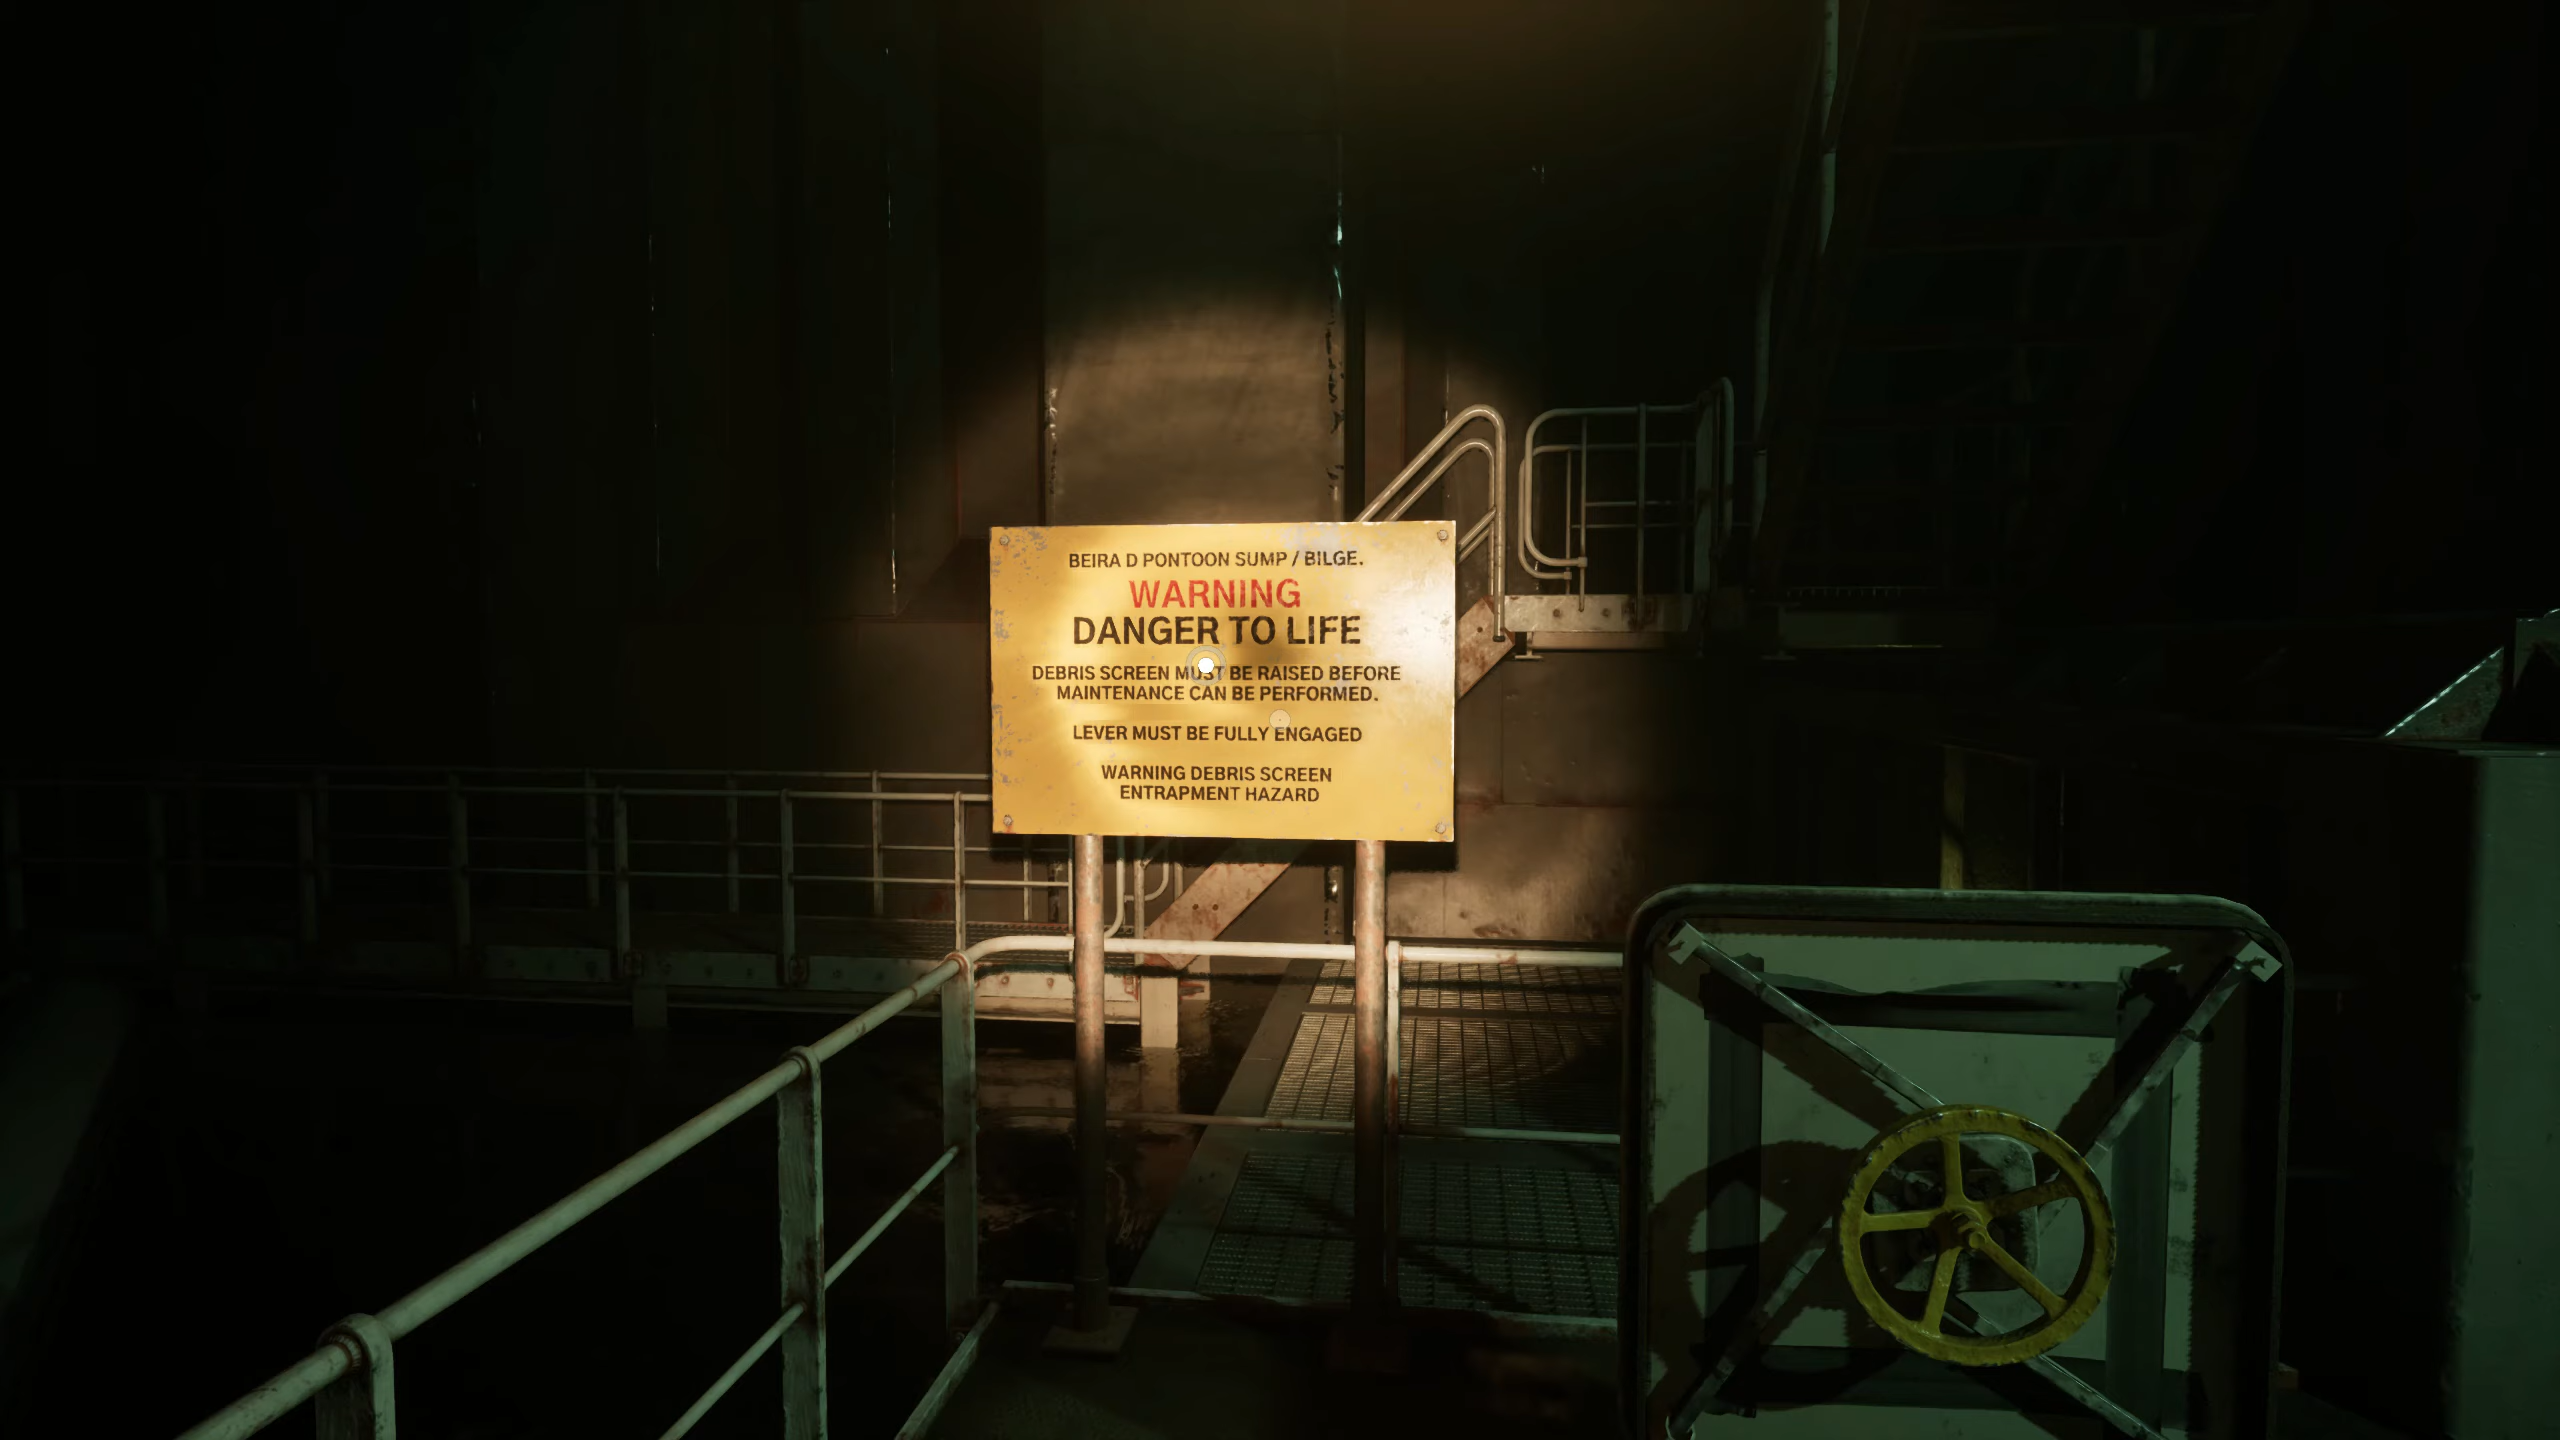 BEIRA D PONTOON SUMP / BILGE.
WARNING
DANGER TO LIFE
DEBRIS SCREEN MUST BE RAISED BEFORE
MAINTENANCE CAN BE PERFORMED.
LEVER MUST BE FULLY ENGAGED
WARNING DEBRIS SCREEN
ENTRAPMENT HAZARD